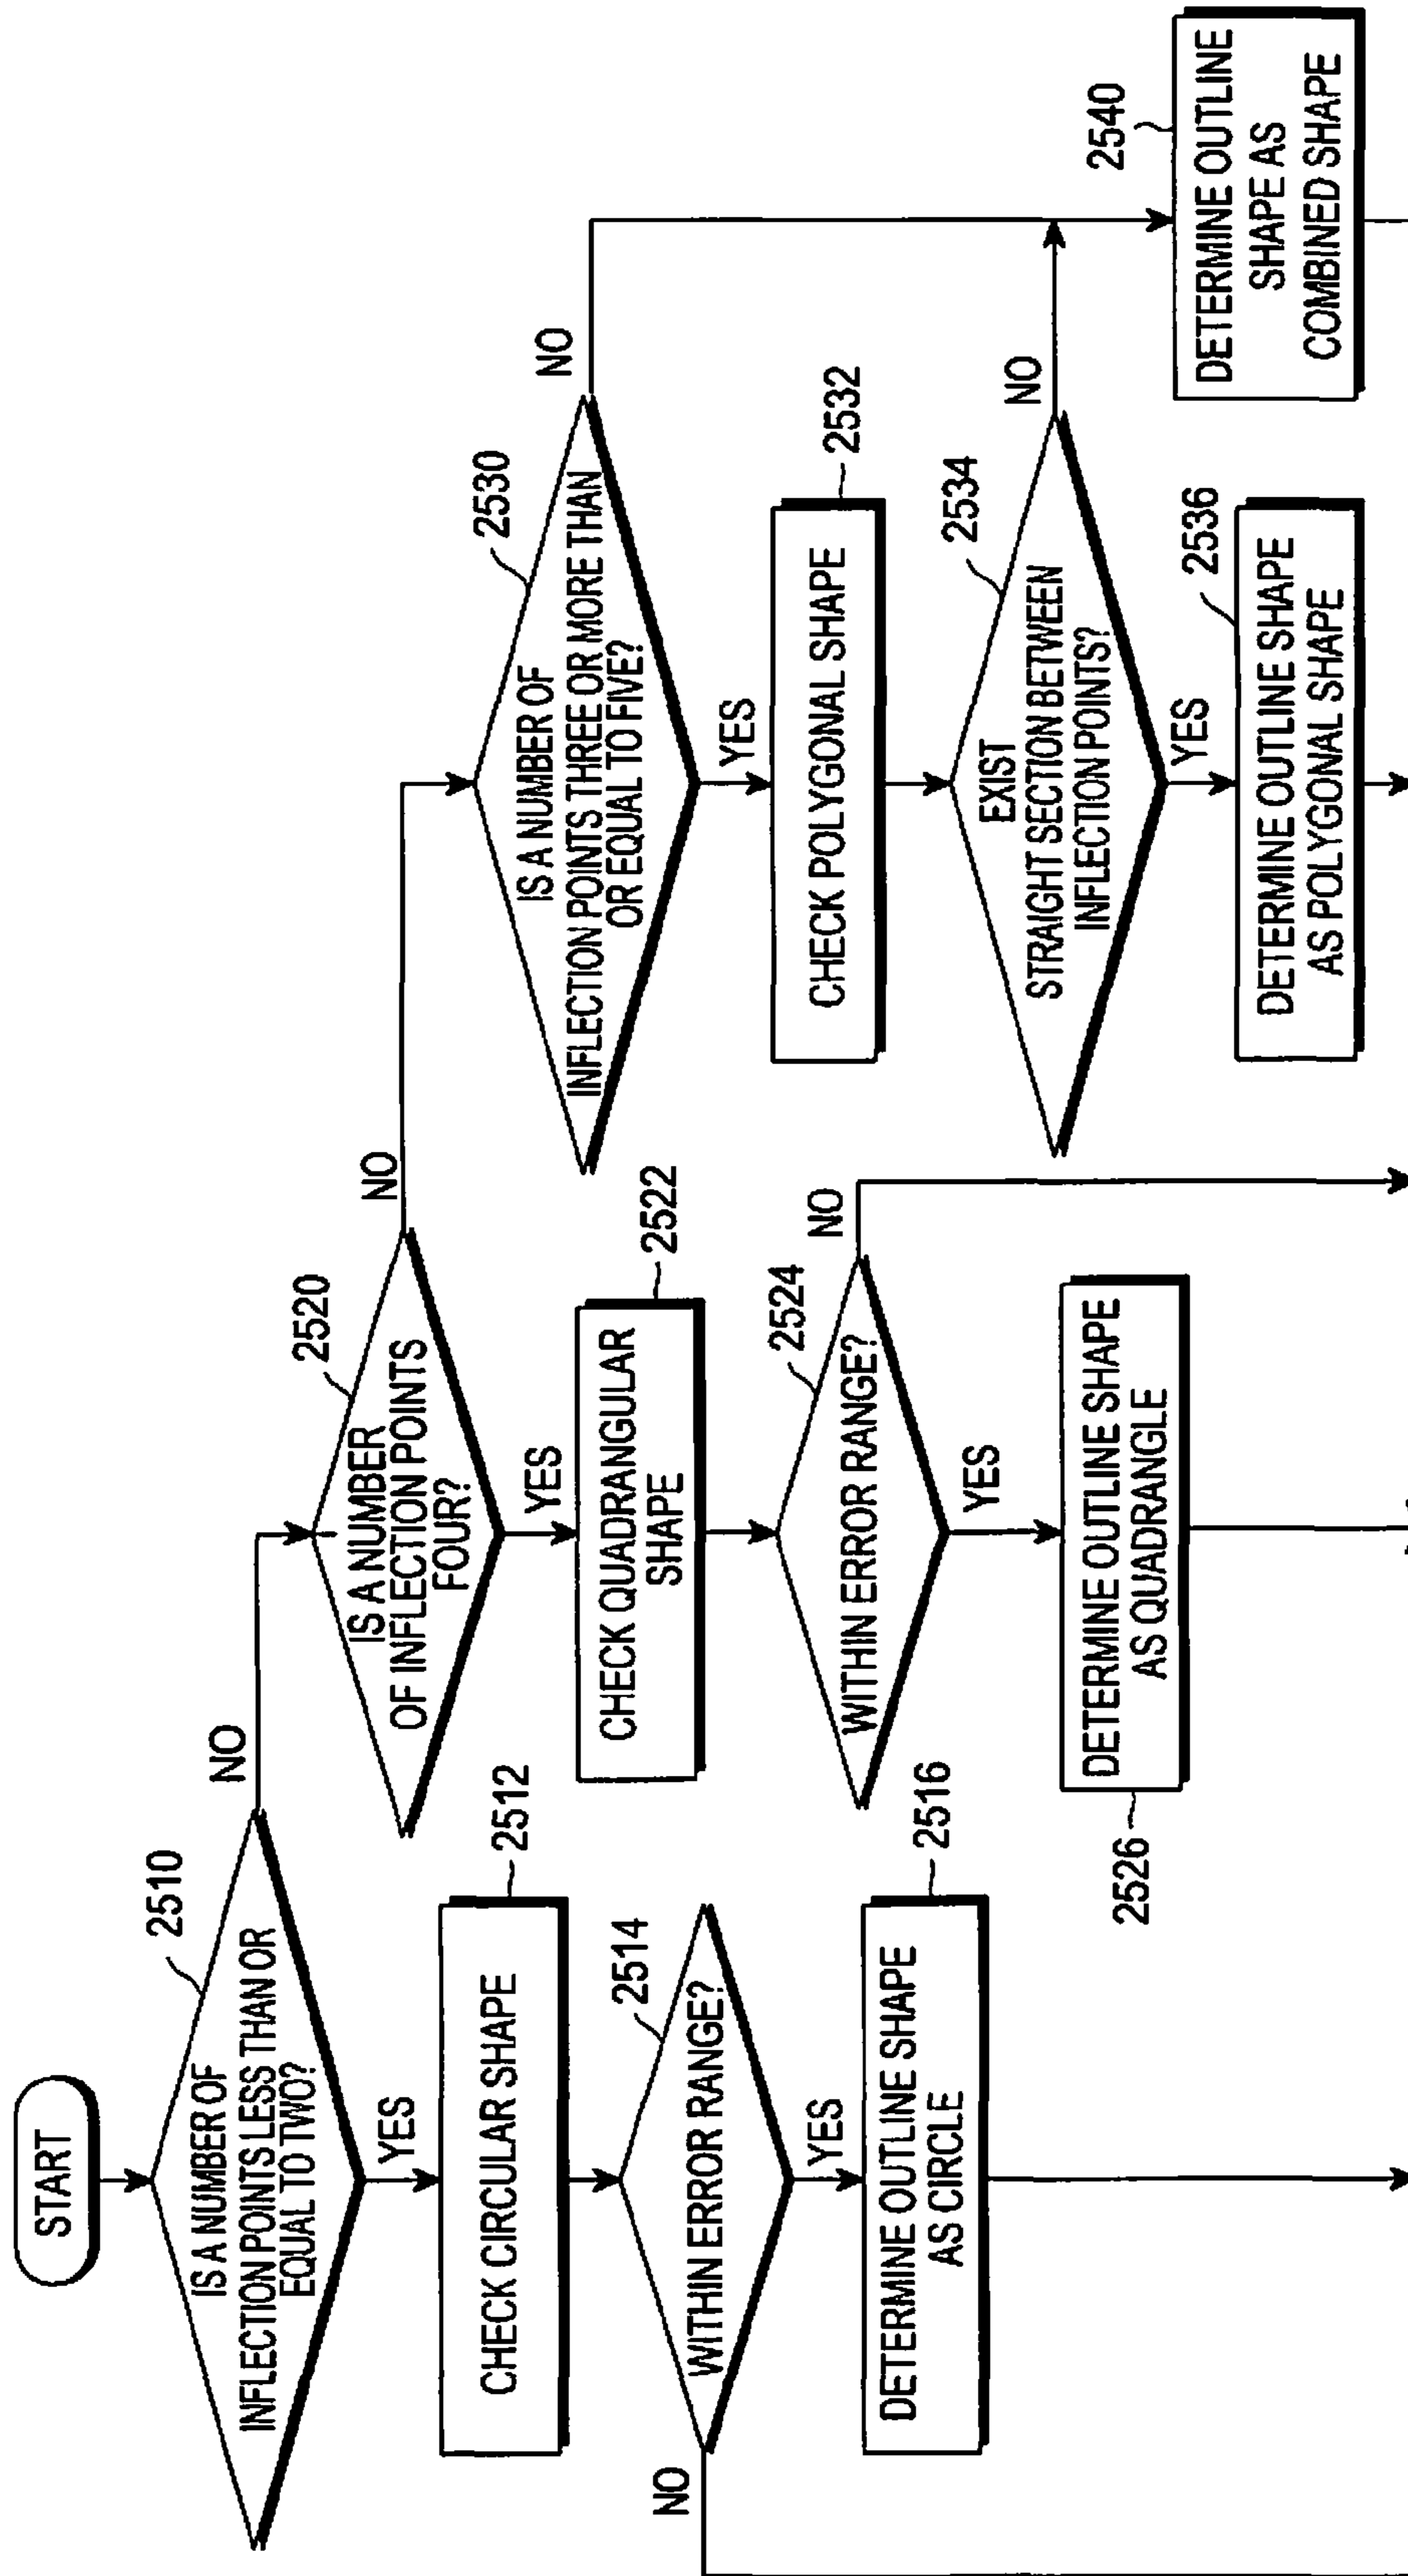 START
2510
IS A NUMBER OF
INFLECTION POINTS LESS THAN OR
EQUAL TO TWO?
NO
YES
2512
CHECK CIRCULAR SHAPE
2514
WITHIN ERROR RANGE?
NO
YES
2516
DETERMINE OUTLINE SHAPE
AS CIRCLE
2520
IS A NUMBER
OF INFLECTION POINTS
FOUR?
NO
YES
2522
CHECK QUADRANGULAR
SHAPE
2524
WITHIN ERROR RANGE?
NO
YES
2526
DETERMINE OUTLINE SHAPE
AS QUADRANGLE
2530
IS A NUMBER OF
INFLECTION POINTS THREE OR MORE THAN
OR EQUAL TO FIVE?
NO
YES
2532
CHECK POLYGONAL SHAPE
2534
EXIST
STRAIGHT SECTION BETWEEN
INFLECTION POINTS?
NO
YES
2536
DETERMINE OUTLINE SHAPE
AS POLYGONAL SHAPE
2540
DETERMINE OUTLINE
SHAPE AS
COMBINED SHAPE